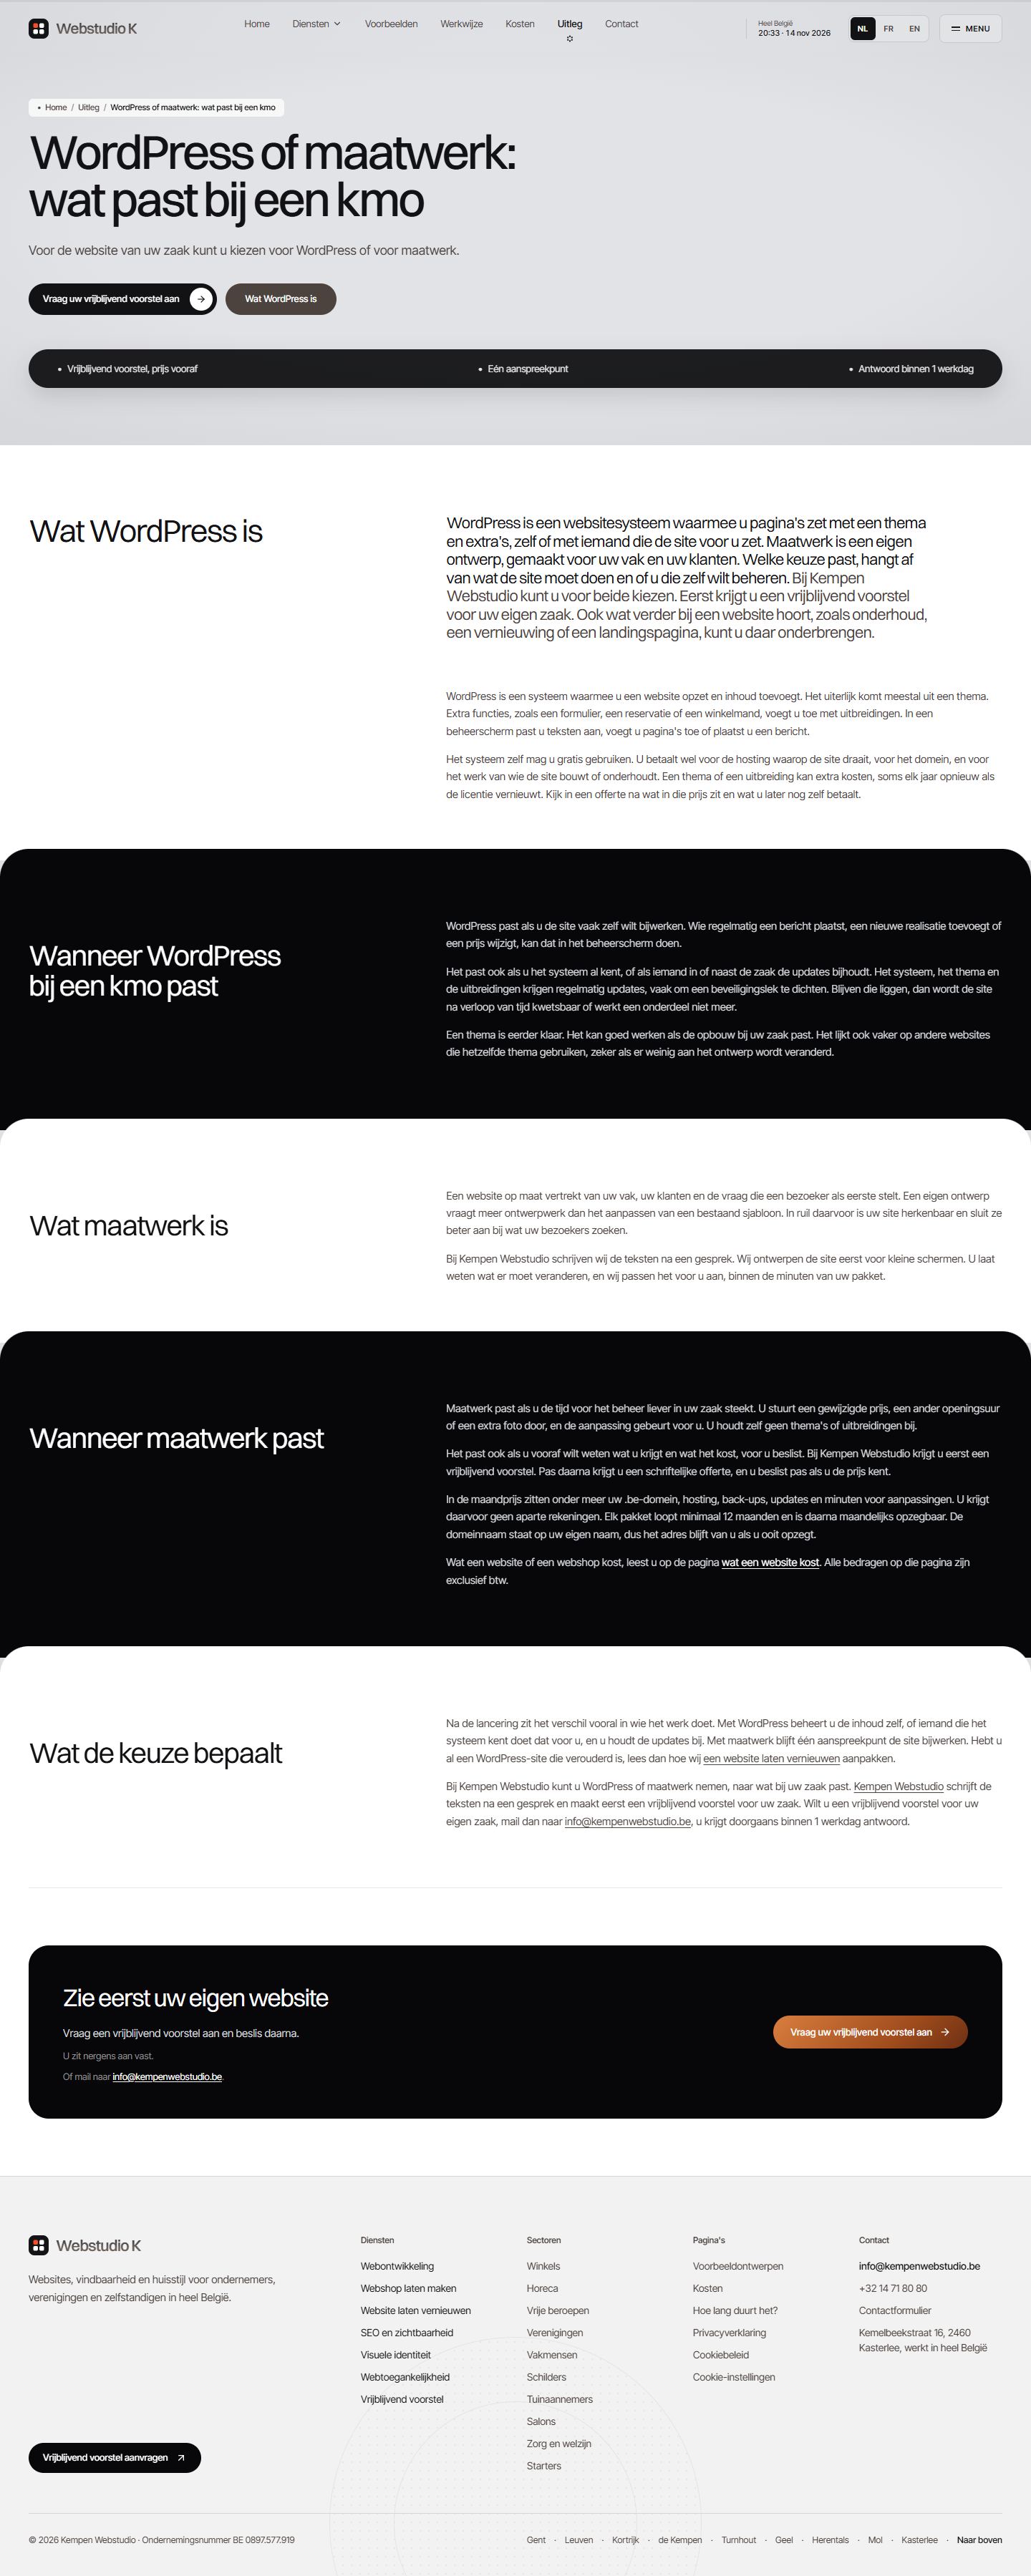 Webstudio K
Home
Diensten
Voorbeelden
Werkwijze
Kosten
Uitleg
Contact
Heel België
20:33 · 14 nov 2026
NL
FR
EN
MENU
Home / Uitleg / WordPress of maatwerk: wat past bij een kmo
WordPress of maatwerk:
wat past bij een kmo
Voor de website van uw zaak kunt u kiezen voor WordPress of voor maatwerk.
Vraag uw vrijblijvend voorstel aan
Wat WordPress is
Vrijblijvend voorstel, prijs vooraf
Eén aanspreekpunt
Antwoord binnen 1 werkdag
Wat WordPress is
WordPress is een websitesysteem waarmee u pagina's zet met een thema
en extra's, zelf of met iemand die de site voor u zet. Maatwerk is een eigen
ontwerp, gemaakt voor uw vak en uw klanten. Welke keuze past, hangt af
van wat de site moet doen en of u die zelf wilt beheren. Bij Kempen
Webstudio kunt u voor beide kiezen. Eerst krijgt u een vrijblijvend voorstel
voor uw eigen zaak. Ook wat verder bij een website hoort, zoals onderhoud,
een vernieuwing of een landingspagina, kunt u daar onderbrengen.
WordPress is een systeem waarmee u een website opzet en inhoud toevoegt. Het uiterlijk komt meestal uit een thema.
Extra functies, zoals een formulier, een reservatie of een winkelmand, voegt u toe met uitbreidingen. In een
beheerscherm past u teksten aan, voegt u pagina's toe of plaatst u een bericht.
Het systeem zelf mag u gratis gebruiken. U betaalt wel voor de hosting waarop de site draait, voor het domein, en voor
het werk van wie de site bouwt of onderhoudt. Een thema of een uitbreiding kan extra kosten, soms elk jaar opnieuw als
de licentie vernieuwt. Kijk in een offerte na wat in die prijs zit en wat u later nog zelf betaalt.
Wanneer WordPress
bij een kmo past
WordPress past als u de site vaak zelf wilt bijwerken. Wie regelmatig een bericht plaatst, een nieuwe realisatie toevoegt of
een prijs wijzigt, kan dat in het beheerscherm doen.
Het past ook als u het systeem al kent, of als iemand in of naast de zaak de updates bijhoudt. Het systeem, het thema en
de uitbreidingen krijgen regelmatig updates, vaak om een beveiligingslek te dichten. Blijven die liggen, dan wordt de site
na verloop van tijd kwetsbaar of werkt een onderdeel niet meer.
Een thema is eerder klaar. Het kan goed werken als de opbouw bij uw zaak past. Het lijkt ook vaker op andere websites
die hetzelfde thema gebruiken, zeker als er weinig aan het ontwerp wordt veranderd.
Wat maatwerk is
Een website op maat vertrekt van uw vak, uw klanten en de vraag die een bezoeker als eerste stelt. Een eigen ontwerp
vraagt meer ontwerpwerk dan het aanpassen van een bestaand sjabloon. In ruil daarvoor is uw site herkenbaar en sluit ze
beter aan bij wat uw bezoekers zoeken.
Bij Kempen Webstudio schrijven wij de teksten na een gesprek. Wij ontwerpen de site eerst voor kleine schermen. U laat
weten wat er moet veranderen, en wij passen het voor u aan, binnen de minuten van uw pakket.
Wanneer maatwerk past
Maatwerk past als u de tijd voor het beheer liever in uw zaak steekt. U stuurt een gewijzigde prijs, een ander openingsuur
of een extra foto door, en de aanpassing gebeurt voor u. U houdt zelf geen thema's of uitbreidingen bij.
Het past ook als u vooraf wilt weten wat u krijgt en wat het kost, voor u beslist. Bij Kempen Webstudio krijgt u eerst een
vrijblijvend voorstel. Pas daarna krijgt u een schriftelijke offerte, en u beslist pas als u de prijs kent.
In de maandprijs zitten onder meer uw .be-domein, hosting, back-ups, updates en minuten voor aanpassingen. U krijgt
daarvoor geen aparte rekeningen. Elk pakket loopt minimaal 12 maanden en is daarna maandelijks opzegbaar. De
domeinnaam staat op uw eigen naam, dus het adres blijft van u als u ooit opzegt.
Wat een website of een webshop kost, leest u op de pagina wat een website kost. Alle bedragen op die pagina zijn
exclusief btw.
Wat de keuze bepaalt
Na de lancering zit het verschil vooral in wie het werk doet. Met WordPress beheert u de inhoud zelf, of iemand die het
systeem kent doet dat voor u, en u houdt de updates bij. Met maatwerk blijft één aanspreekpunt de site bijwerken. Hebt u
al een WordPress-site die verouderd is, lees dan hoe wij een website laten vernieuwen aanpakken.
Bij Kempen Webstudio kunt u WordPress of maatwerk nemen, naar wat bij uw zaak past. Kempen Webstudio schrijft de
teksten na een gesprek en maakt eerst een vrijblijvend voorstel voor uw zaak. Wilt u een vrijblijvend voorstel voor uw
eigen zaak, mail dan naar info@kempenwebstudio.be, u krijgt doorgaans binnen 1 werkdag antwoord.
Zie eerst uw eigen website
Vraag een vrijblijvend voorstel aan en beslis daarna.
U zit nergens aan vast.
Of mail naar info@kempenwebstudio.be.
Vraag uw vrijblijvend voorstel aan
Webstudio K
Websites, vindbaarheid en huisstijl voor ondernemers,
verenigingen en zelfstandigen in heel België.
Vrijblijvend voorstel aanvragen
Diensten
Webontwikkeling
Webshop laten maken
Website laten vernieuwen
SEO en zichtbaarheid
Visuele identiteit
Webtoegankelijkheid
Vrijblijvend voorstel
Sectoren
Winkels
Horeca
Vrije beroepen
Verenigingen
Vakmensen
Schilders
Tuinaannemers
Salons
Zorg en welzijn
Starters
Pagina's
Voorbeeldontwerpen
Kosten
Hoe lang duurt het?
Privacyverklaring
Cookiebeleid
Cookie-instellingen
Contact
info@kempenwebstudio.be
+32 14 71 80 80
Contactformulier
Kemelbeekstraat 16, 2460
Kasterlee, werkt in heel België
© 2026 Kempen Webstudio · Ondernemingsnummer BE 0897.577.919
Gent · Leuven · Kortrijk · de Kempen · Turnhout · Geel · Herentals · Mol · Kasterlee · Naar boven